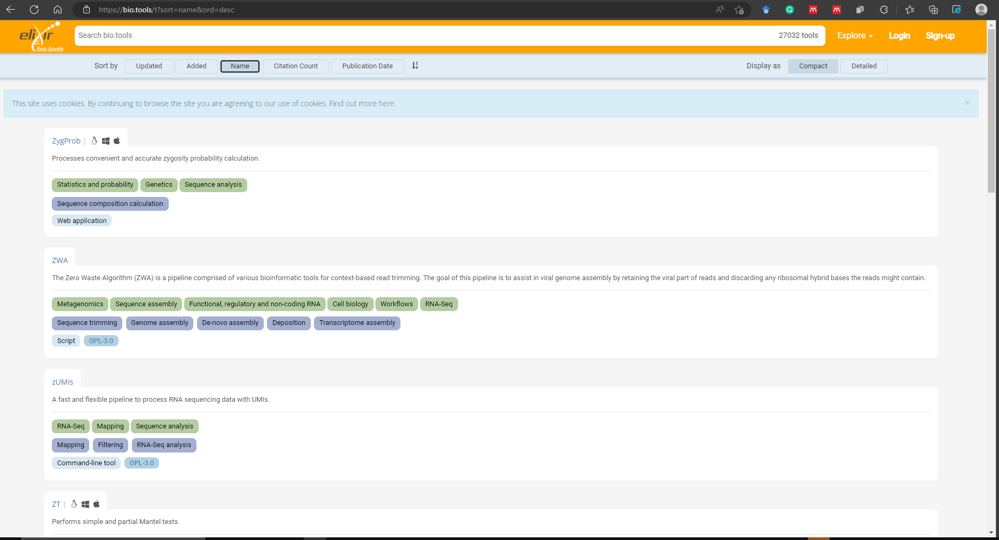 https://bio.tools/t?sort=name&ord=desc
elixir
bio.tools
Search bio.tools
27032 tools
Explore
Login
Sign-up
Sort by
Updated
Added
Name
Citation Count
Publication Date
Display as
Compact
Detailed
This site uses cookies. By continuing to browse the site you are agreeing to our use of cookies. Find out more here.
×
ZygProb |
Processes convenient and accurate zygosity probability calculation.
Statistics and probability
Genetics
Sequence analysis
Sequence composition calculation
Web application
ZWA
The Zero Waste Algorithm (ZWA) is a pipeline comprised of various bioinformatic tools for context-based read trimming. The goal of this pipeline is to assist in viral genome assembly by retaining the viral part of reads and discarding any ribosomal hybrid bases the reads might contain.
Metagenomics
Sequence assembly
Functional, regulatory and non-coding RNA
Cell biology
Workflows
RNA-Seq
Sequence trimming
Genome assembly
De-novo assembly
Deposition
Transcriptome assembly
Script
GPL-3.0
zUMIs
A fast and flexible pipeline to process RNA sequencing data with UMIs.
RNA-Seq
Mapping
Sequence analysis
Mapping
Filtering
RNA-Seq analysis
Command-line tool
GPL-3.0
ZT |
Performs simple and partial Mantel tests.